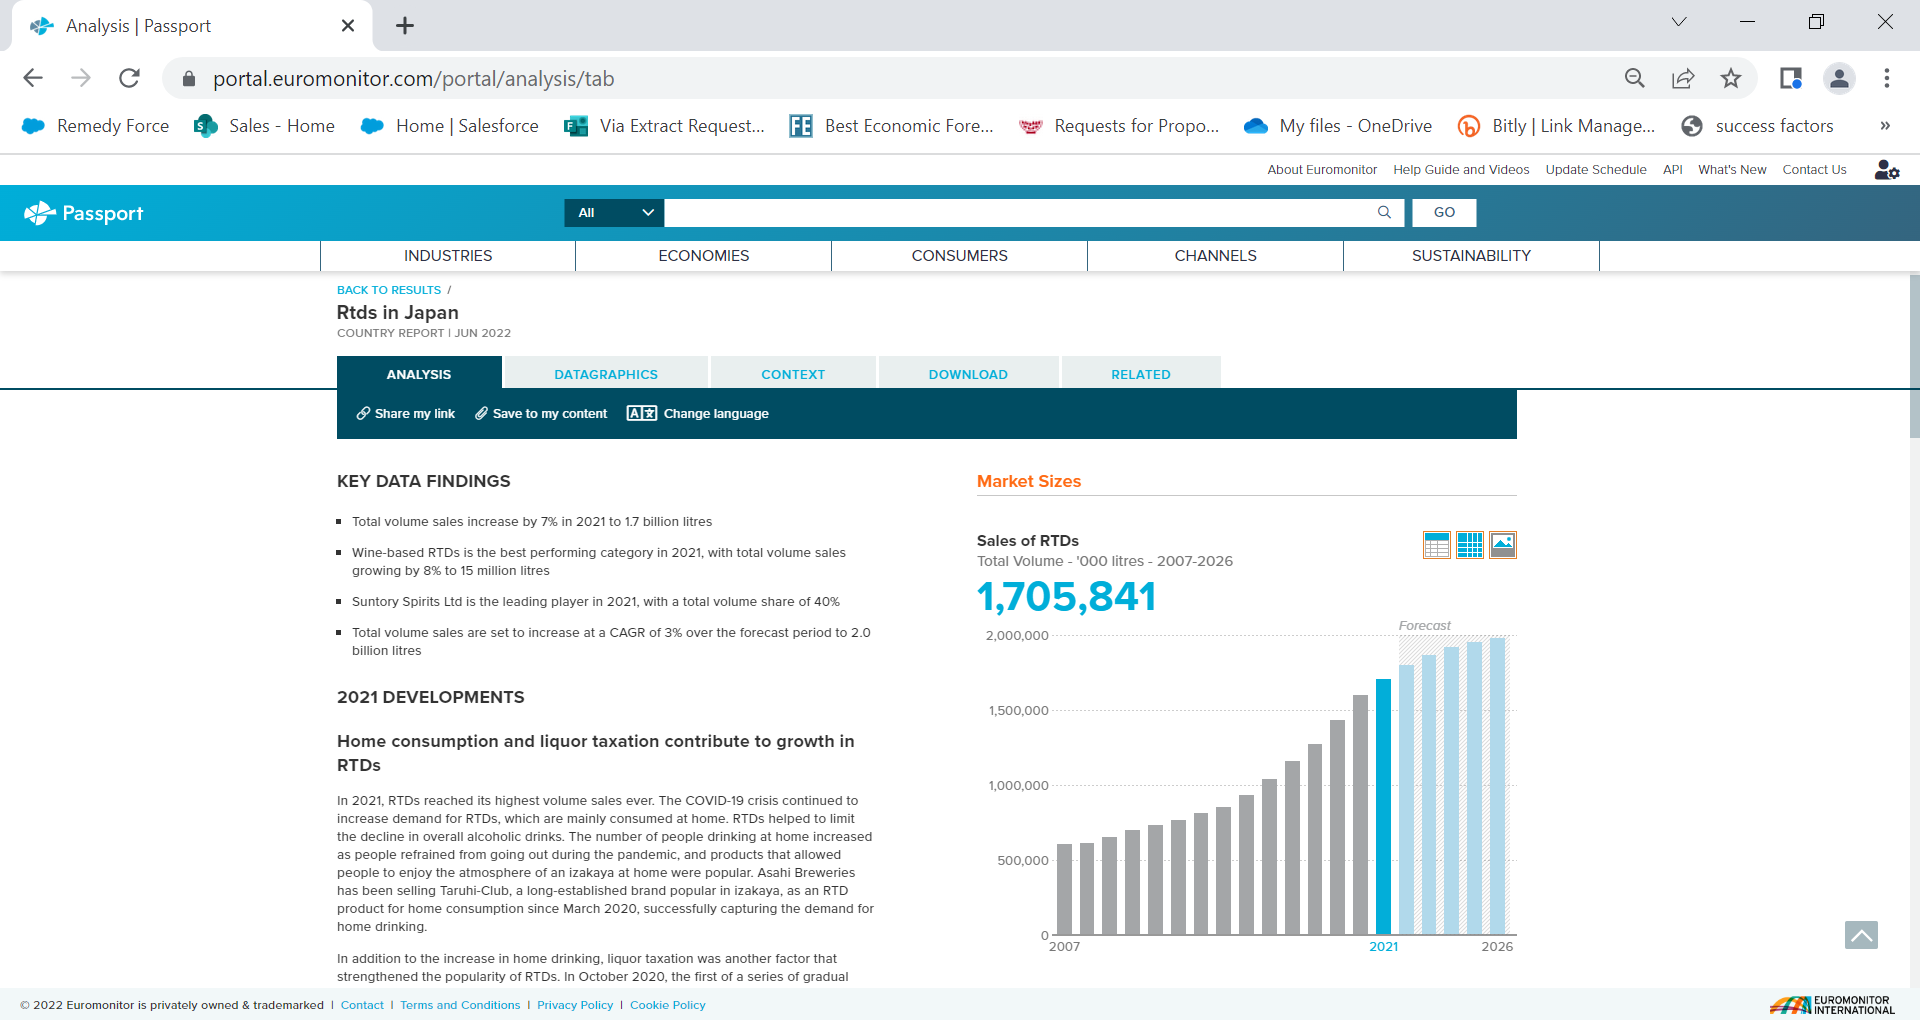 Analysis | Passport
portal.euromonitor.com/portal/analysis/tab
Remedy Force
Sales - Home
Home | Salesforce
Via Extract Request...
FE
Best Economic Fore...
Requests for Propo...
My files - OneDrive
Bitly | Link Manage...
success factors
»
About Euromonitor
Help Guide and Videos
Update Schedule
API
What's New
Contact Us
Passport
All
GO
INDUSTRIES
ECONOMIES
CONSUMERS
CHANNELS
SUSTAINABILITY
BACK TO RESULTS /
Rtds in Japan
COUNTRY REPORT | JUN 2022
ANALYSIS
DATAGRAPHICS
CONTEXT
DOWNLOAD
RELATED
Share my link
Save to my content
Change language
KEY DATA FINDINGS
Total volume sales increase by 7% in 2021 to 1.7 billion litres
Wine-based RTDs is the best performing category in 2021, with total volume sales
growing by 8% to 15 million litres
Suntory Spirits Ltd is the leading player in 2021, with a total volume share of 40%
Total volume sales are set to increase at a CAGR of 3% over the forecast period to 2.0
billion litres
2021 DEVELOPMENTS
Home consumption and liquor taxation contribute to growth in
RTDs
In 2021, RTDs reached its highest volume sales ever. The COVID-19 crisis continued to
increase demand for RTDs, which are mainly consumed at home. RTDs helped to limit
the decline in overall alcoholic drinks. The number of people drinking at home increased
as people refrained from going out during the pandemic, and products that allowed
people to enjoy the atmosphere of an izakaya at home were popular. Asahi Breweries
has been selling Taruhi-Club, a long-established brand popular in izakaya, as an RTD
product for home consumption since March 2020, successfully capturing the demand for
home drinking.
In addition to the increase in home drinking, liquor taxation was another factor that
strengthened the popularity of RTDs. In October 2020, the first of a series of gradual
Market Sizes
Sales of RTDs
Total Volume - '000 litres - 2007-2026
1,705,841
Forecast
2,000,000
1,500,000
1,000,000
500,000
0
2007
2021
2026
© 2022 Euromonitor is privately owned & trademarked | Contact | Terms and Conditions | Privacy Policy | Cookie Policy
EUROMONITOR
INTERNATIONAL